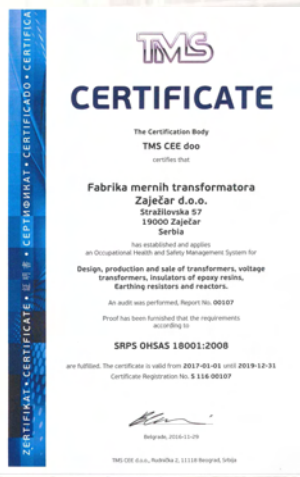 TMS
CERTIFICATE
The Certification Body
TMS CEE doo
certifies that
Fabrika mernih transformatora
Zaječar d.o.o.
Stražilovska 57
19000 Zaječar
Serbia
has established and applies
an Occupational Health and Safety Management System for
Design, production and sale of transformers, voltage
transformers, insulators of epoxy resins,
Earthing resistors and reactors.
An audit was performed, Report No. 00107
Proof has been furnished that the requirements
according to
SRPS OHSAS 18001:2008
are fulfilled. The certificate is valid from 2017-01-01 until 2019-12-31
Certificate Registration No. S 116 00107
Belgrade, 2016-11-29
TMS CEE d.o.o., Rudnička 2, 11118 Beograd, Srbija
ZERTIFIKAT • CERTIFICATE • 証明書 • СЕРТИФИКАТ • CERTIFICADO • CERTIFICA